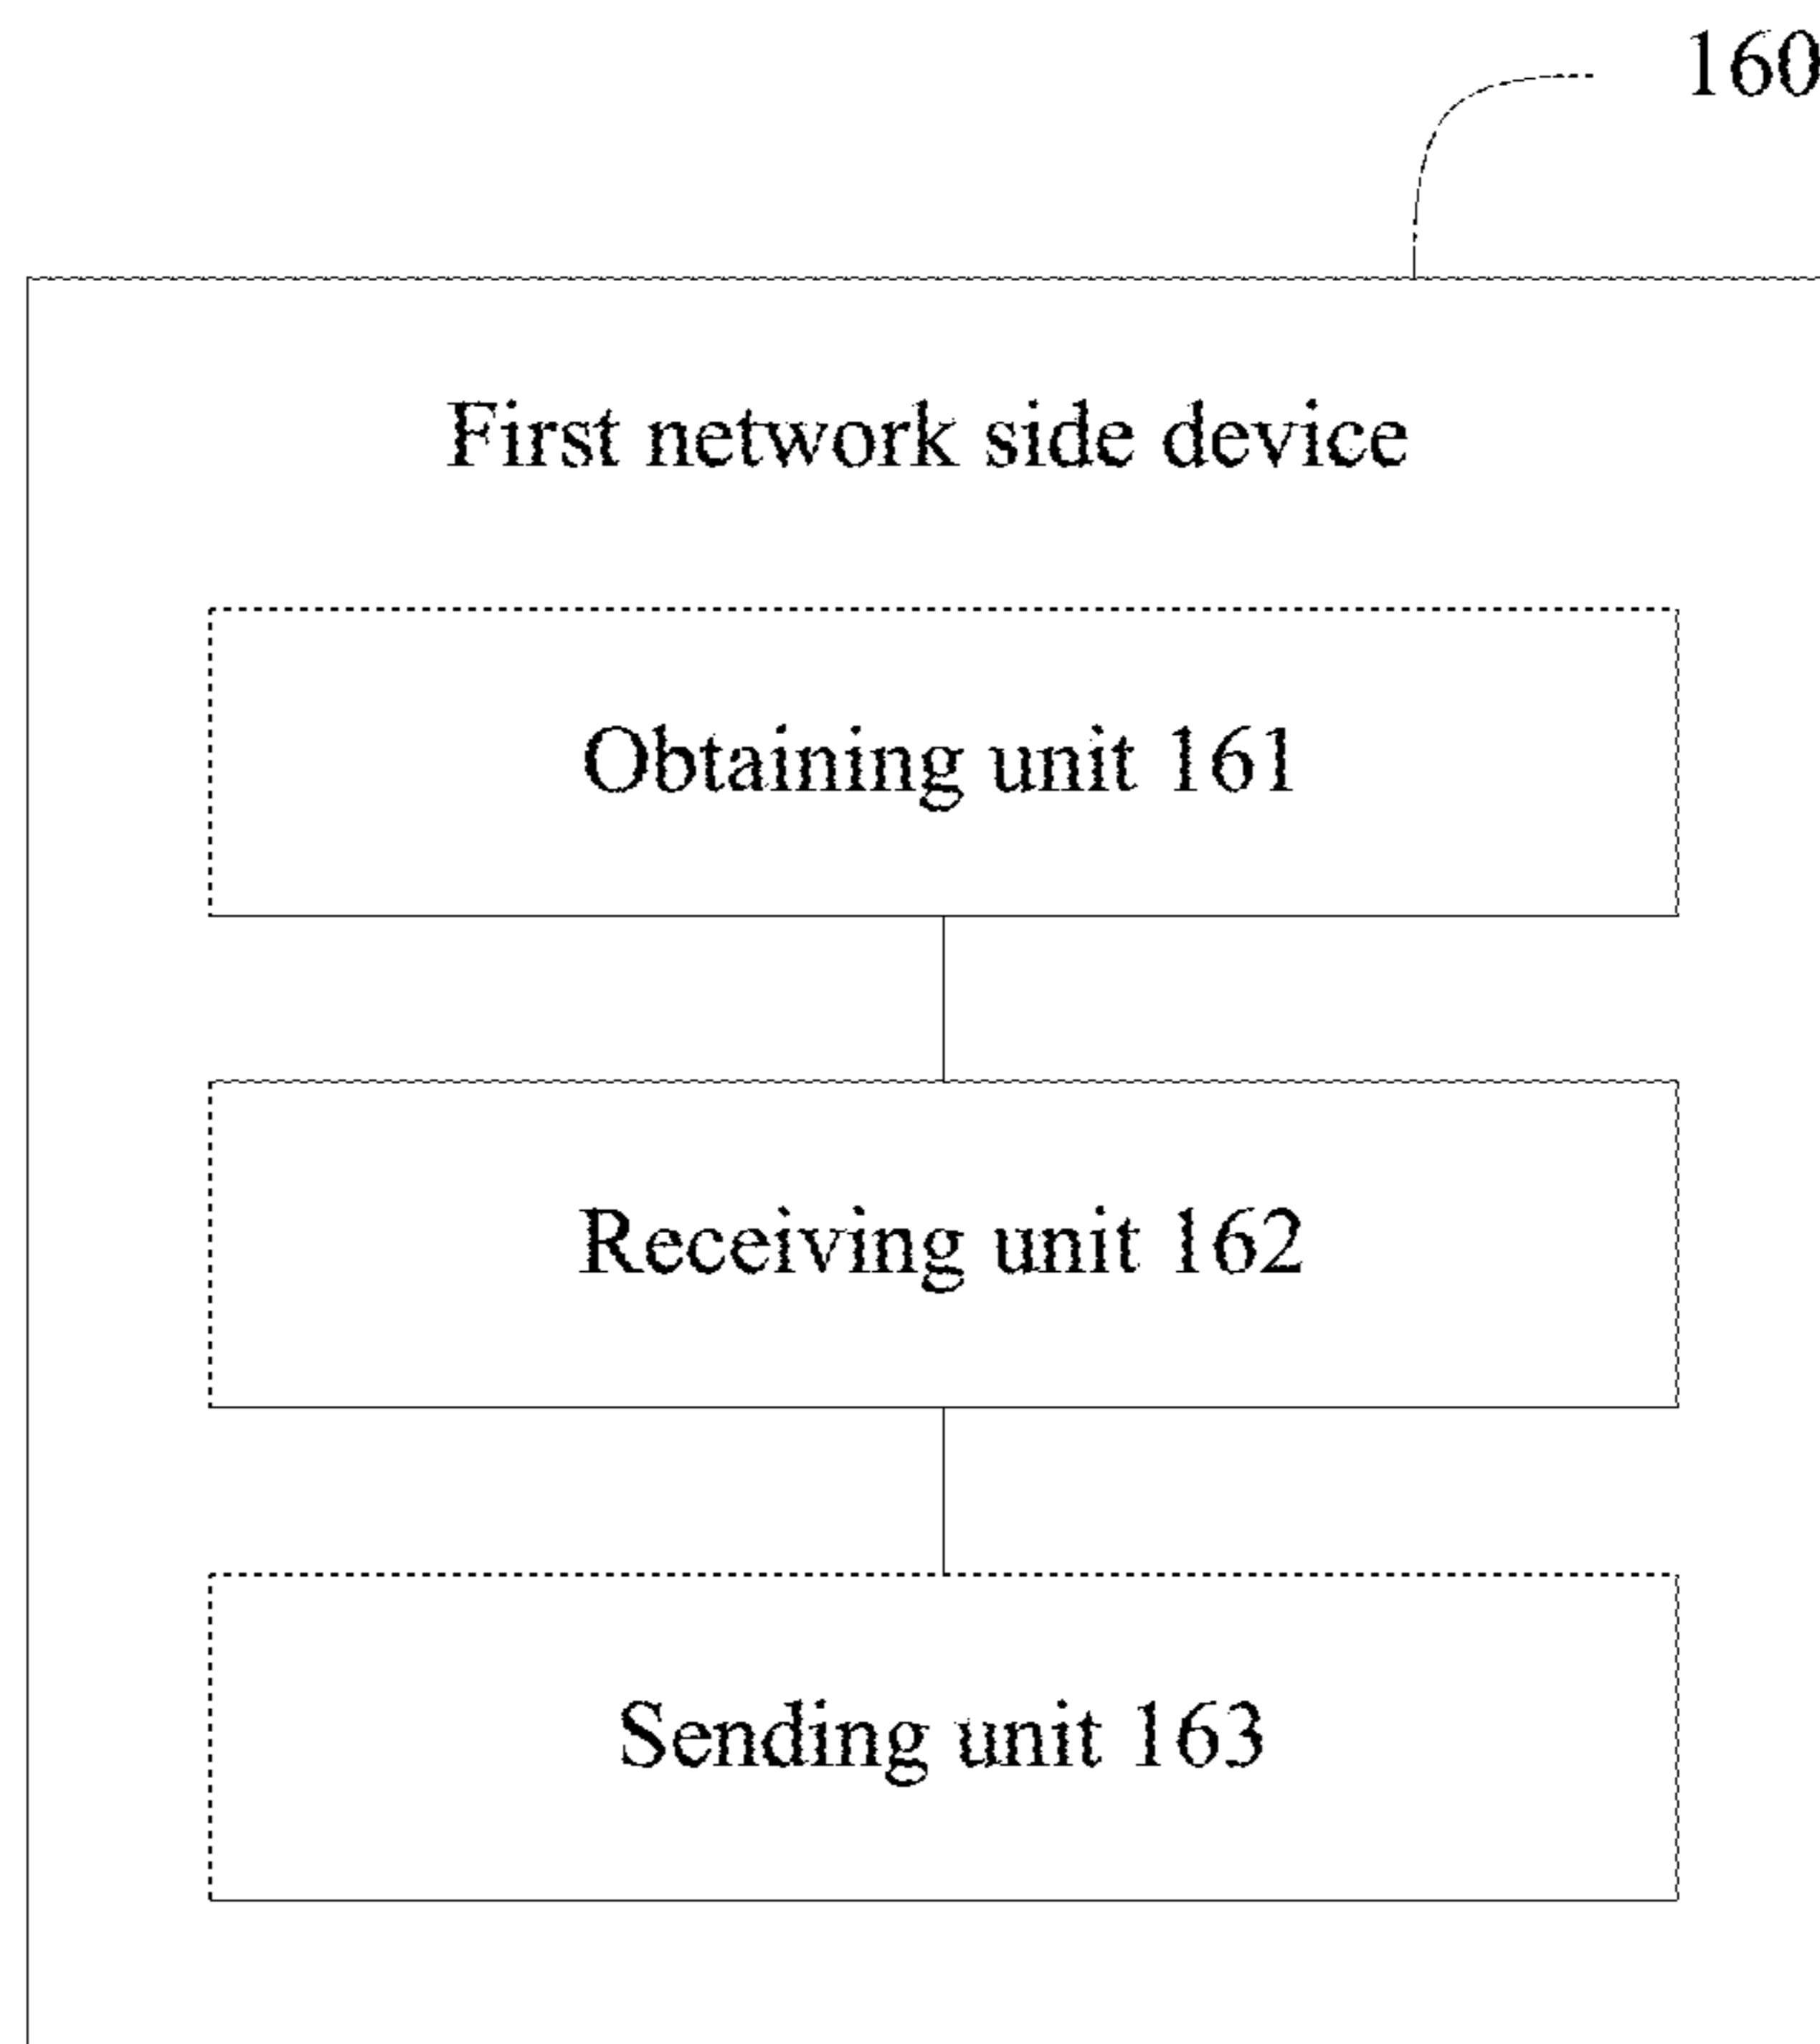 160
First network side device
Obtaining unit 161
Receiving unit 162
Sending unit 163